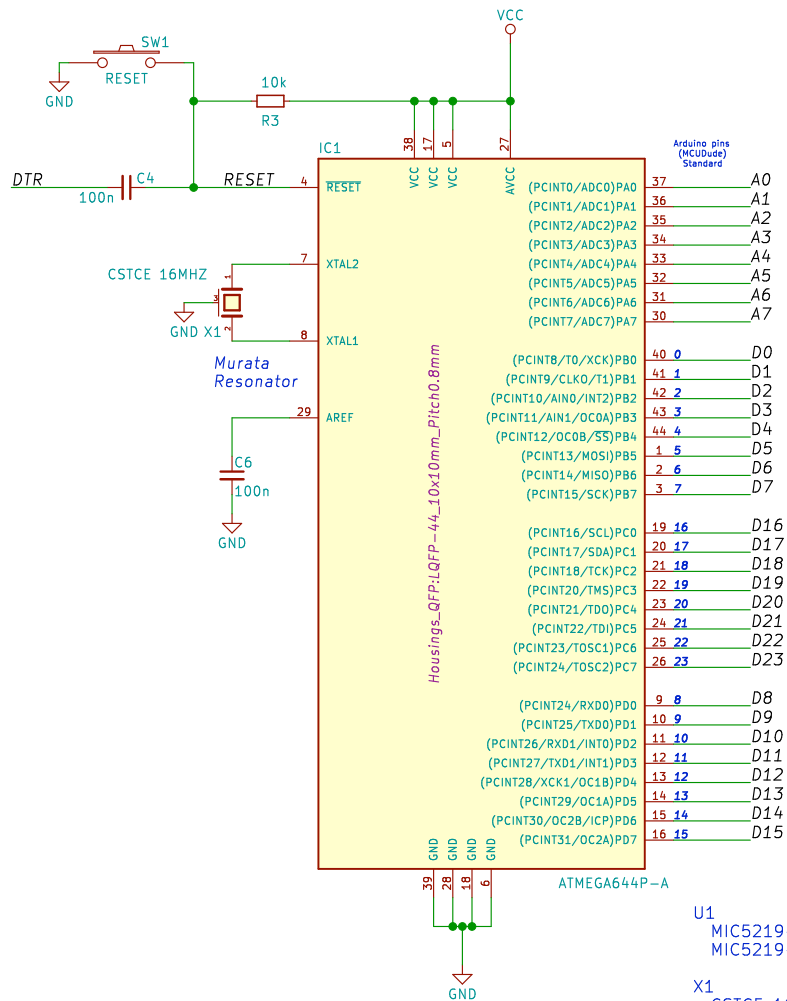 VCC
SW1
RESET
GND
10k
R3
IC1
38
17
5
27
VCC
VCC
VCC
AVCC
Arduino pins
(MCUDude)
Standard
DTR
C4
100n
RESET
4
RESET
7
XTAL2
CSTCE 16MHZ
1
3
2
GND X1
8
XTAL1
Murata
Resonator
29
AREF
C6
100n
GND
Housings_QFP:LQFP-44_10x10mm_Pitch0.8mm
(PCINT0/ADC0)PA0 37 A0
(PCINT1/ADC1)PA1 36 A1
(PCINT2/ADC2)PA2 35 A2
(PCINT3/ADC3)PA3 34 A3
(PCINT4/ADC4)PA4 33 A4
(PCINT5/ADC5)PA5 32 A5
(PCINT6/ADC6)PA6 31 A6
(PCINT7/ADC7)PA7 30 A7
(PCINT8/T0/XCK)PB0 40 0 D0
(PCINT9/CLKO/T1)PB1 41 1 D1
(PCINT10/AIN0/INT2)PB2 42 2 D2
(PCINT11/AIN1/OC0A)PB3 43 3 D3
(PCINT12/OC0B/SS)PB4 44 4 D4
(PCINT13/MOSI)PB5 1 5 D5
(PCINT14/MISO)PB6 2 6 D6
(PCINT15/SCK)PB7 3 7 D7
(PCINT16/SCL)PC0 19 16 D16
(PCINT17/SDA)PC1 20 17 D17
(PCINT18/TCK)PC2 21 18 D18
(PCINT20/TMS)PC3 22 19 D19
(PCINT21/TDO)PC4 23 20 D20
(PCINT22/TDI)PC5 24 21 D21
(PCINT23/TOSC1)PC6 25 22 D22
(PCINT24/TOSC2)PC7 26 23 D23
(PCINT24/RXD0)PD0 9 8 D8
(PCINT25/TXD0)PD1 10 9 D9
(PCINT26/RXD1/INT0)PD2 11 10 D10
(PCINT27/TXD1/INT1)PD3 12 11 D11
(PCINT28/XCK1/OC1B)PD4 13 12 D12
(PCINT29/OC1A)PD5 14 13 D13
(PCINT30/OC2B/ICP)PD6 15 14 D14
(PCINT31/OC2A)PD7 16 15 D15
GND
GND
GND
GND
39
28
18
6
ATMEGA644P-A
GND
U1
MIC5219
MIC5219
X1